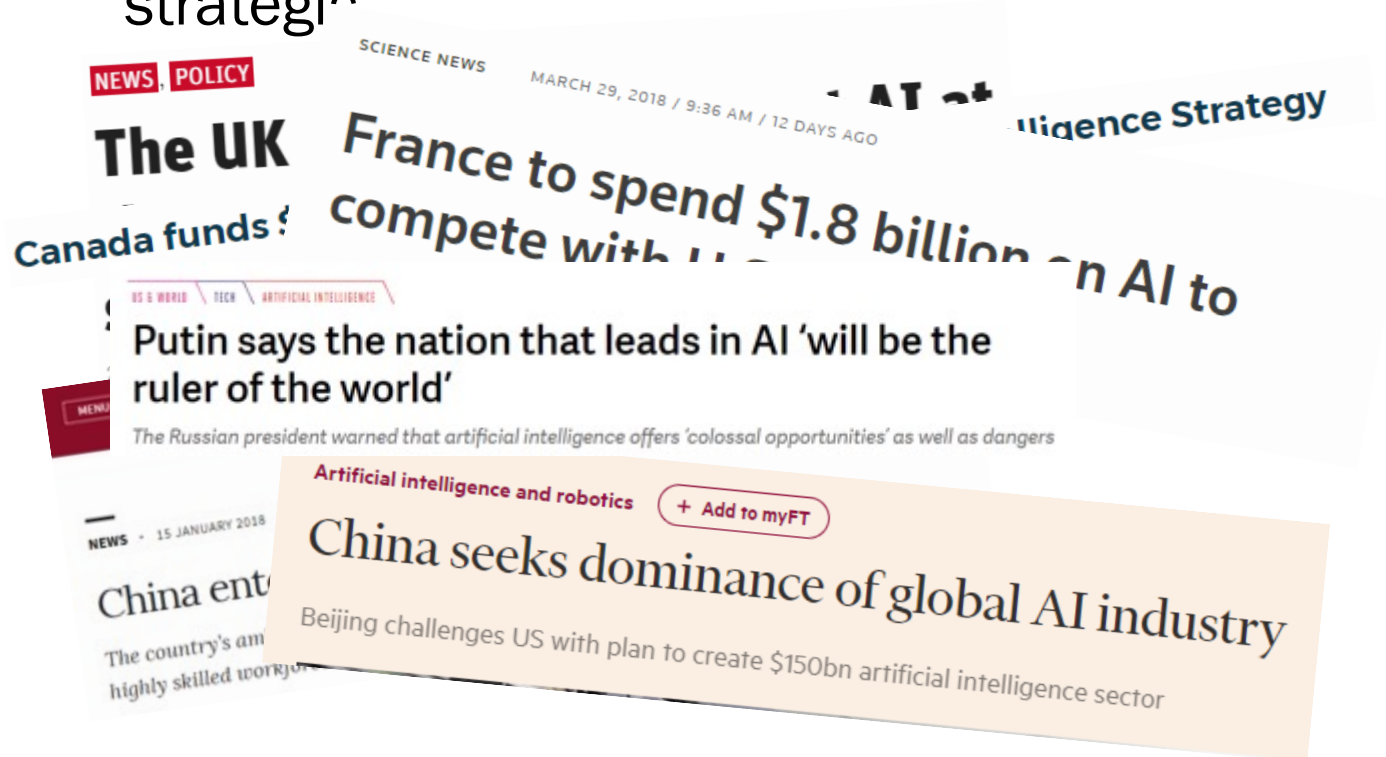 NEWS, POLICY
The UK
SCIENCE NEWS MARCH 29, 2018 / 9:36 AM / 12 DAYS AGO
France to spend $1.8 billion on AI to
compete with
AI at
lligence Strategy
Canada funds $
US & WORLD TECH ARTIFICIAL INTELLIGENCE
Putin says the nation that leads in AI ‘will be the
ruler of the world’
The Russian president warned that artificial intelligence offers ‘colossal opportunities’ as well as dangers
MENU
NEWS · 15 JANUARY 2018
China ent
The country’s am
highly skilled workfor
Artificial intelligence and robotics + Add to myFT
China seeks dominance of global AI industry
Beijing challenges US with plan to create $150bn artificial intelligence sector